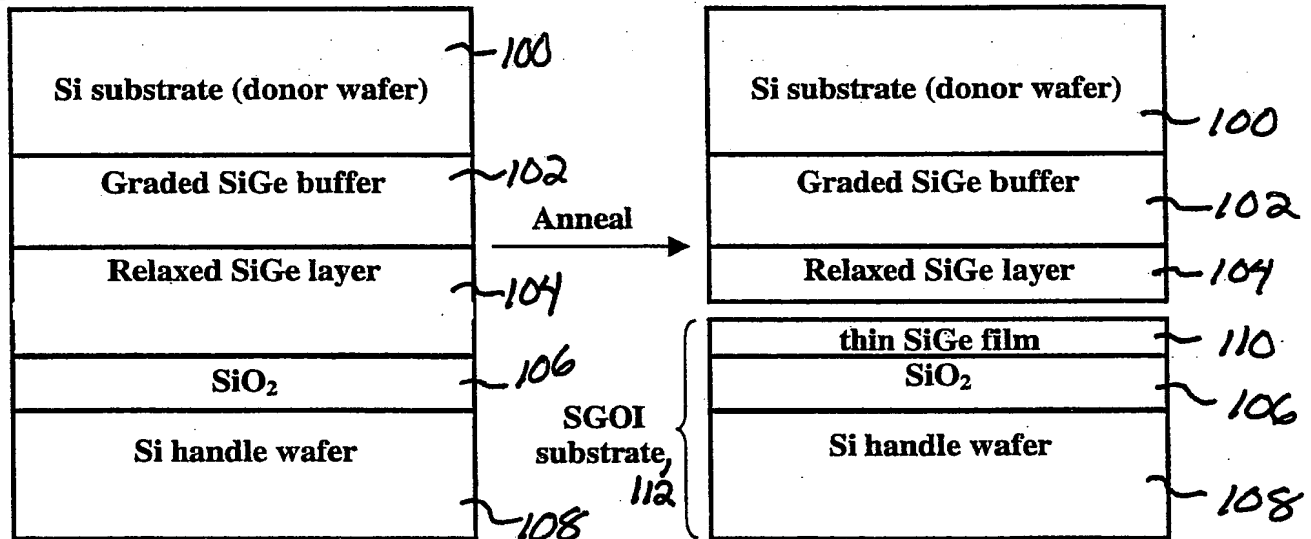 Si substrate (donor wafer)
100
Graded SiGe buffer
102
Relaxed SiGe layer
104
SiO₂
106
Si handle wafer
108
Anneal
Si substrate (donor wafer)
100
Graded SiGe buffer
102
Relaxed SiGe layer
104
thin SiGe film
110
SiO₂
106
SGOI
substrate,
112
Si handle wafer
108